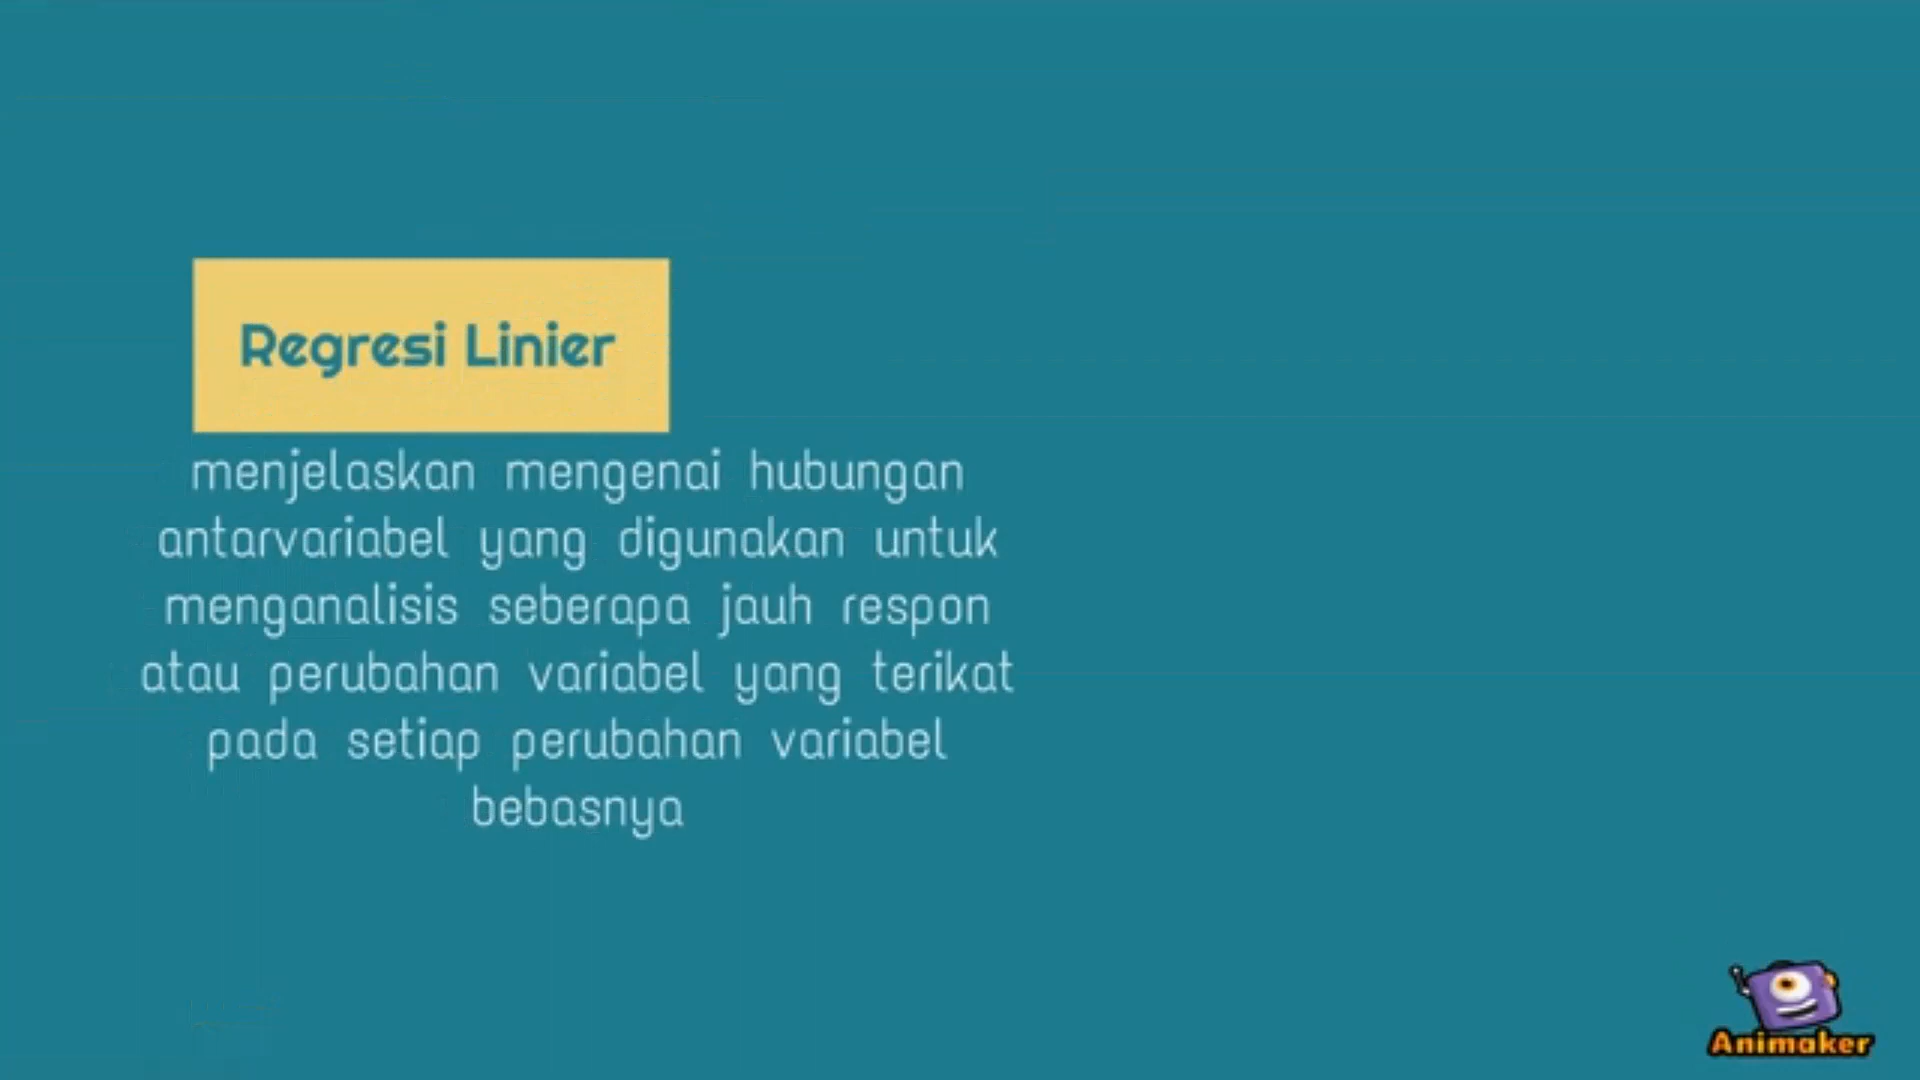 Regresi Linier
menjelaskan mengenai hubungan
antarvariabel yang digunakan untuk
menganalisis seberapa jauh respon
atau perubahan variabel yang terikat
pada setiap perubahan variabel
bebasnya
Animaker